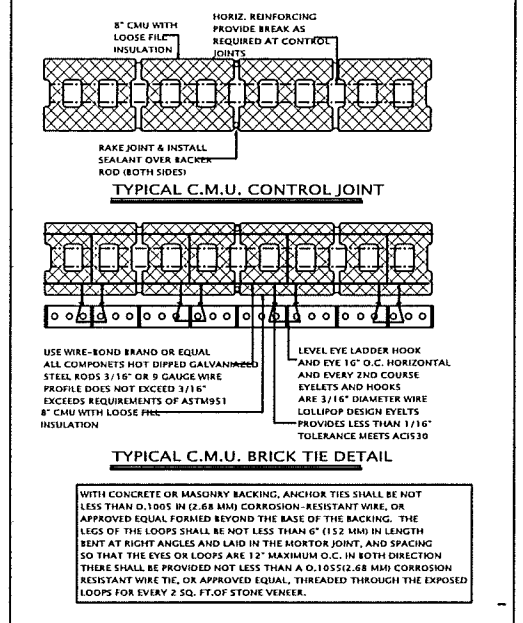 8" CMU WITH
LOOSE FILL
INSULATION
HORIZ. REINFORCING
PROVIDE BREAK AS
REQUIRED AT CONTROL
JOINTS
RAKE JOINT & INSTALL
SEALANT OVER BACKER
ROD (BOTH SIDES)
TYPICAL C.M.U. CONTROL JOINT
USE WIRE-BOND BRAND OR EQUAL
ALL COMPONETS HOT DIPPED GALVANIZED
STEEL RODS 3/16" OR 9 GAUGE WIRE
PROFILE DOES NOT EXCEED 3/16"
EXCEEDS REQUIREMENTS OF ASTM951
8" CMU WITH LOOSE FILL
INSULATION
LEVEL EYE LADDER HOOK
AND EYE 16" O.C. HORIZONTAL
AND EVERY 2ND COURSE
EYELETS AND HOOKS
ARE 3/16" DIAMETER WIRE
LOLLIPOP DESIGN EYELTS
PROVIDES LESS THAN 1/16"
TOLERANCE MEETS ACI530
TYPICAL C.M.U. BRICK TIE DETAIL
WITH CONCRETE OR MASONRY BACKING, ANCHOR TIES SHALL BE NOT
LESS THAN 0.1005 IN (2.68 MM) CORROSION-RESISTANT WIRE, OR
APPROVED EQUAL FORMED BEYOND THE BASE OF THE BACKING. THE
LEGS OF THE LOOPS SHALL BE NOT LESS THAN 6" (152 MM) IN LENGTH
BENT AT RIGHT ANGLES AND LAID IN THE MORTOR JOINT, AND SPACING
SO THAT THE EYES OR LOOPS ARE 12" MAXIMUM O.C. IN BOTH DIRECTION
THERE SHALL BE PROVIDED NOT LESS THAN A 0.1055(2.68 MM) CORROSION
RESISTANT WIRE TIE, OR APPROVED EQUAL, THREADED THROUGH THE EXPOSED
LOOPS FOR EVERY 2 SQ. FT.OF STONE VENEER.